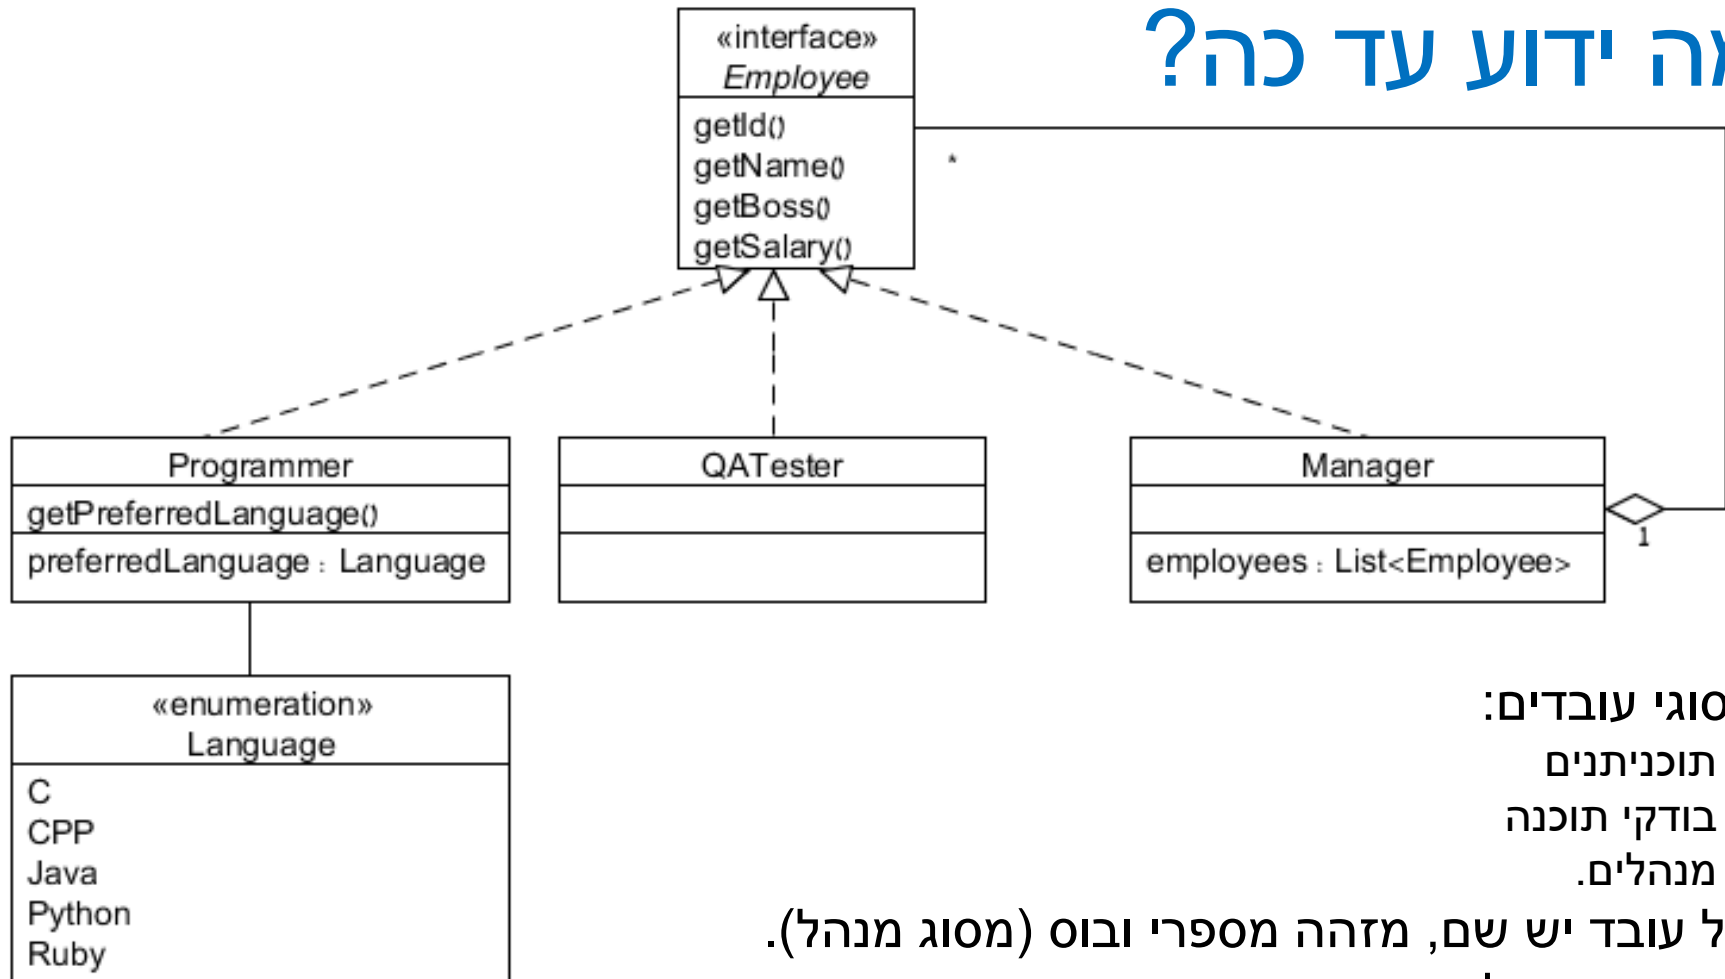 מה ידוע עד כה?
«interface»
Employee
getId()
getName()
getBoss()
getSalary()
*
Programmer
getPreferredLanguage()
preferredLanguage : Language
QATester
Manager
employees : List<Employee>
1
«enumeration»
Language
C
CPP
Java
Python
Ruby
סוגי עובדים:
תוכניתנים
בודקי תוכנה
מנהלים.
עובד יש שם, מזהה מספרי ובוס (מסוג מנהל).